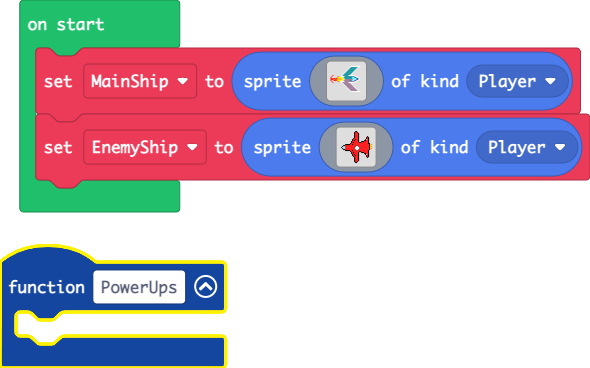 on start
set MainShip to sprite of kind Player
set EnemyShip to sprite of kind Player
function PowerUps